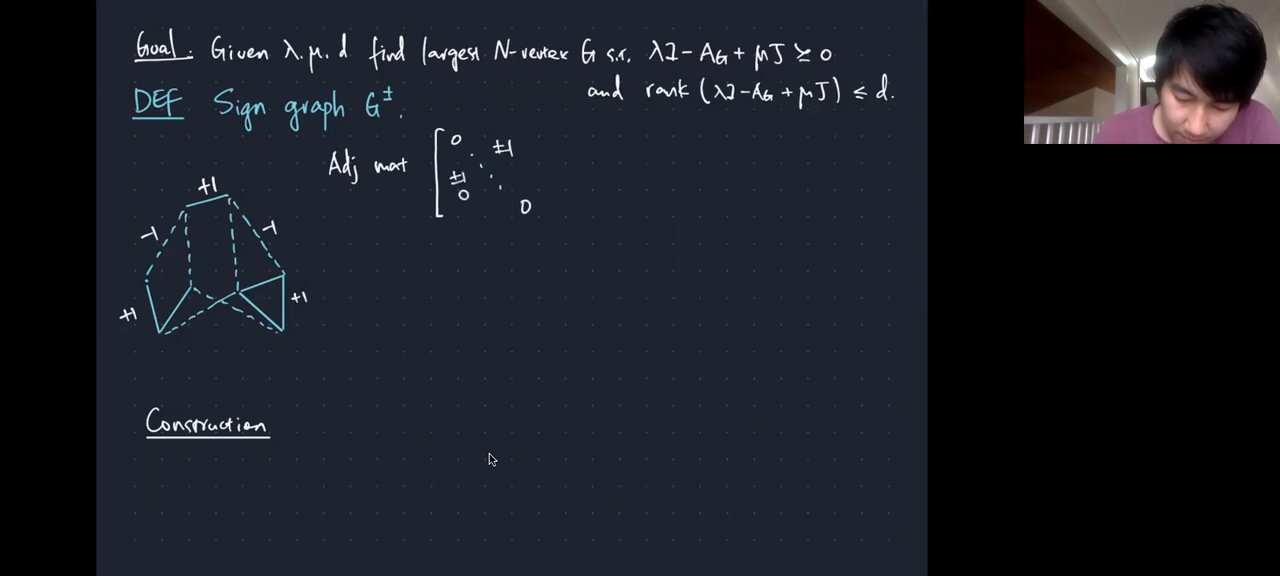 Goal. Given λ, μ, d find largest N-vertex G s.t. λI - A_G + μJ ⪰ 0
and rank (λI - A_G + μJ) ≤ d.
DEF Sign graph G^±.
Adj mat [ 0 ⋱ ±1
±1
0 0
+1
-1 -1
+1 +1
Construction